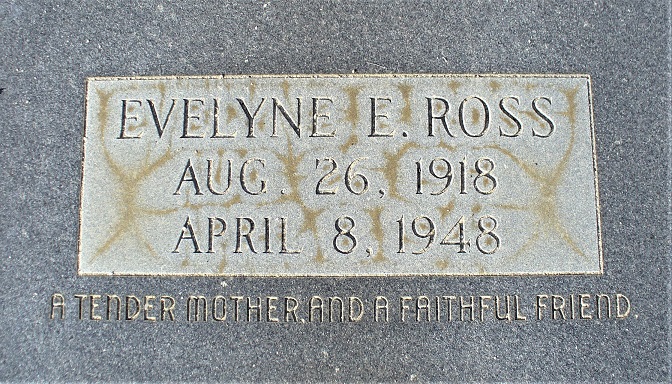 EVELYNE E. ROSS
AUG. 26, 1918
APRIL 8, 1948
A TENDER MOTHER, AND A FAITHFUL FRIEND.